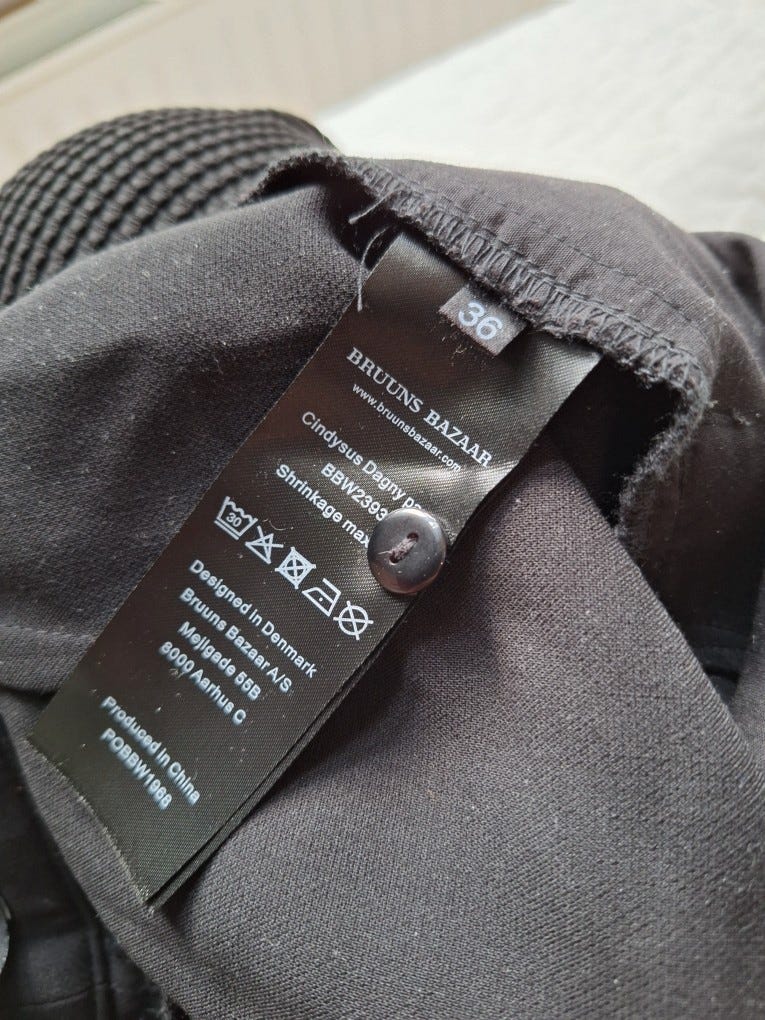 36
BRUUNS BAZAAR
www.bruunsbazaar.com
Cindysus Dagny
BBW2393
Shrinkage max
30
Designed in Denmark
Bruuns Bazaar A/S
Mejlgade 55B
8000 Aarhus C
Produced in China
POBBW1988